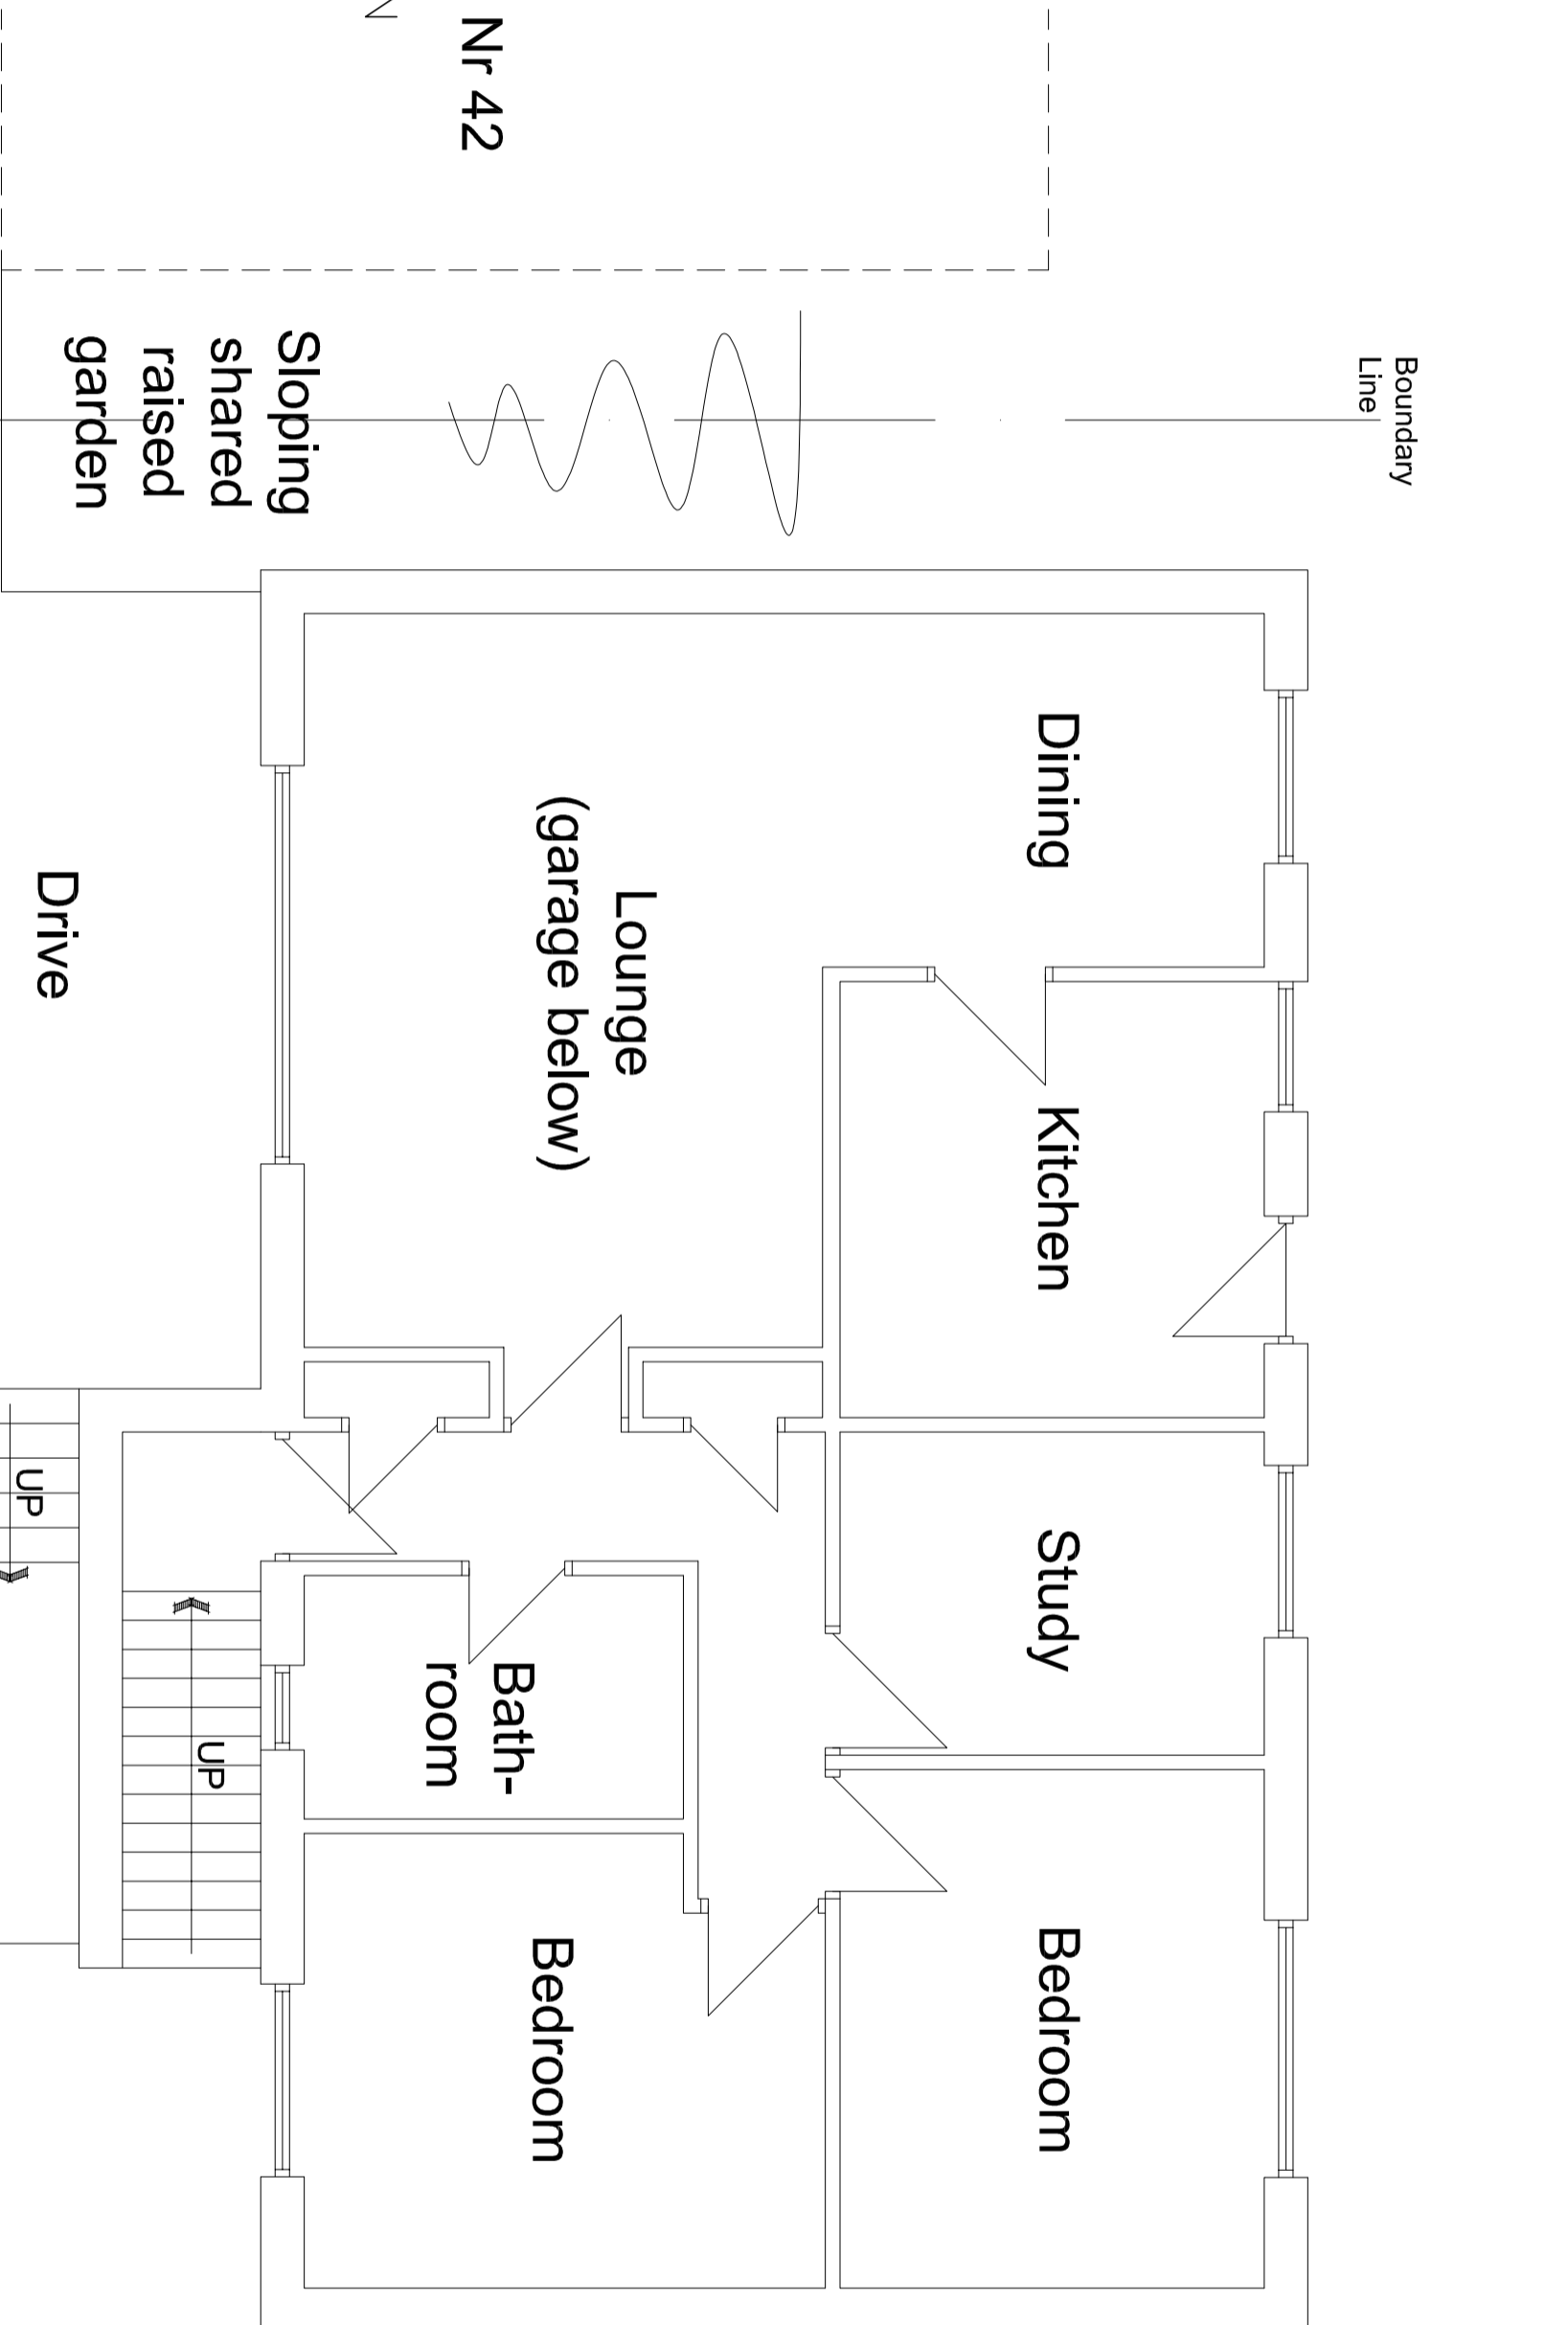 Boundary
Line
Nr 42
Sloping
shared
raised
garden
Dining
Kitchen
Study
Bedroom
Lounge
(garage below)
Bath-
room
Bedroom
Drive
UP
UP